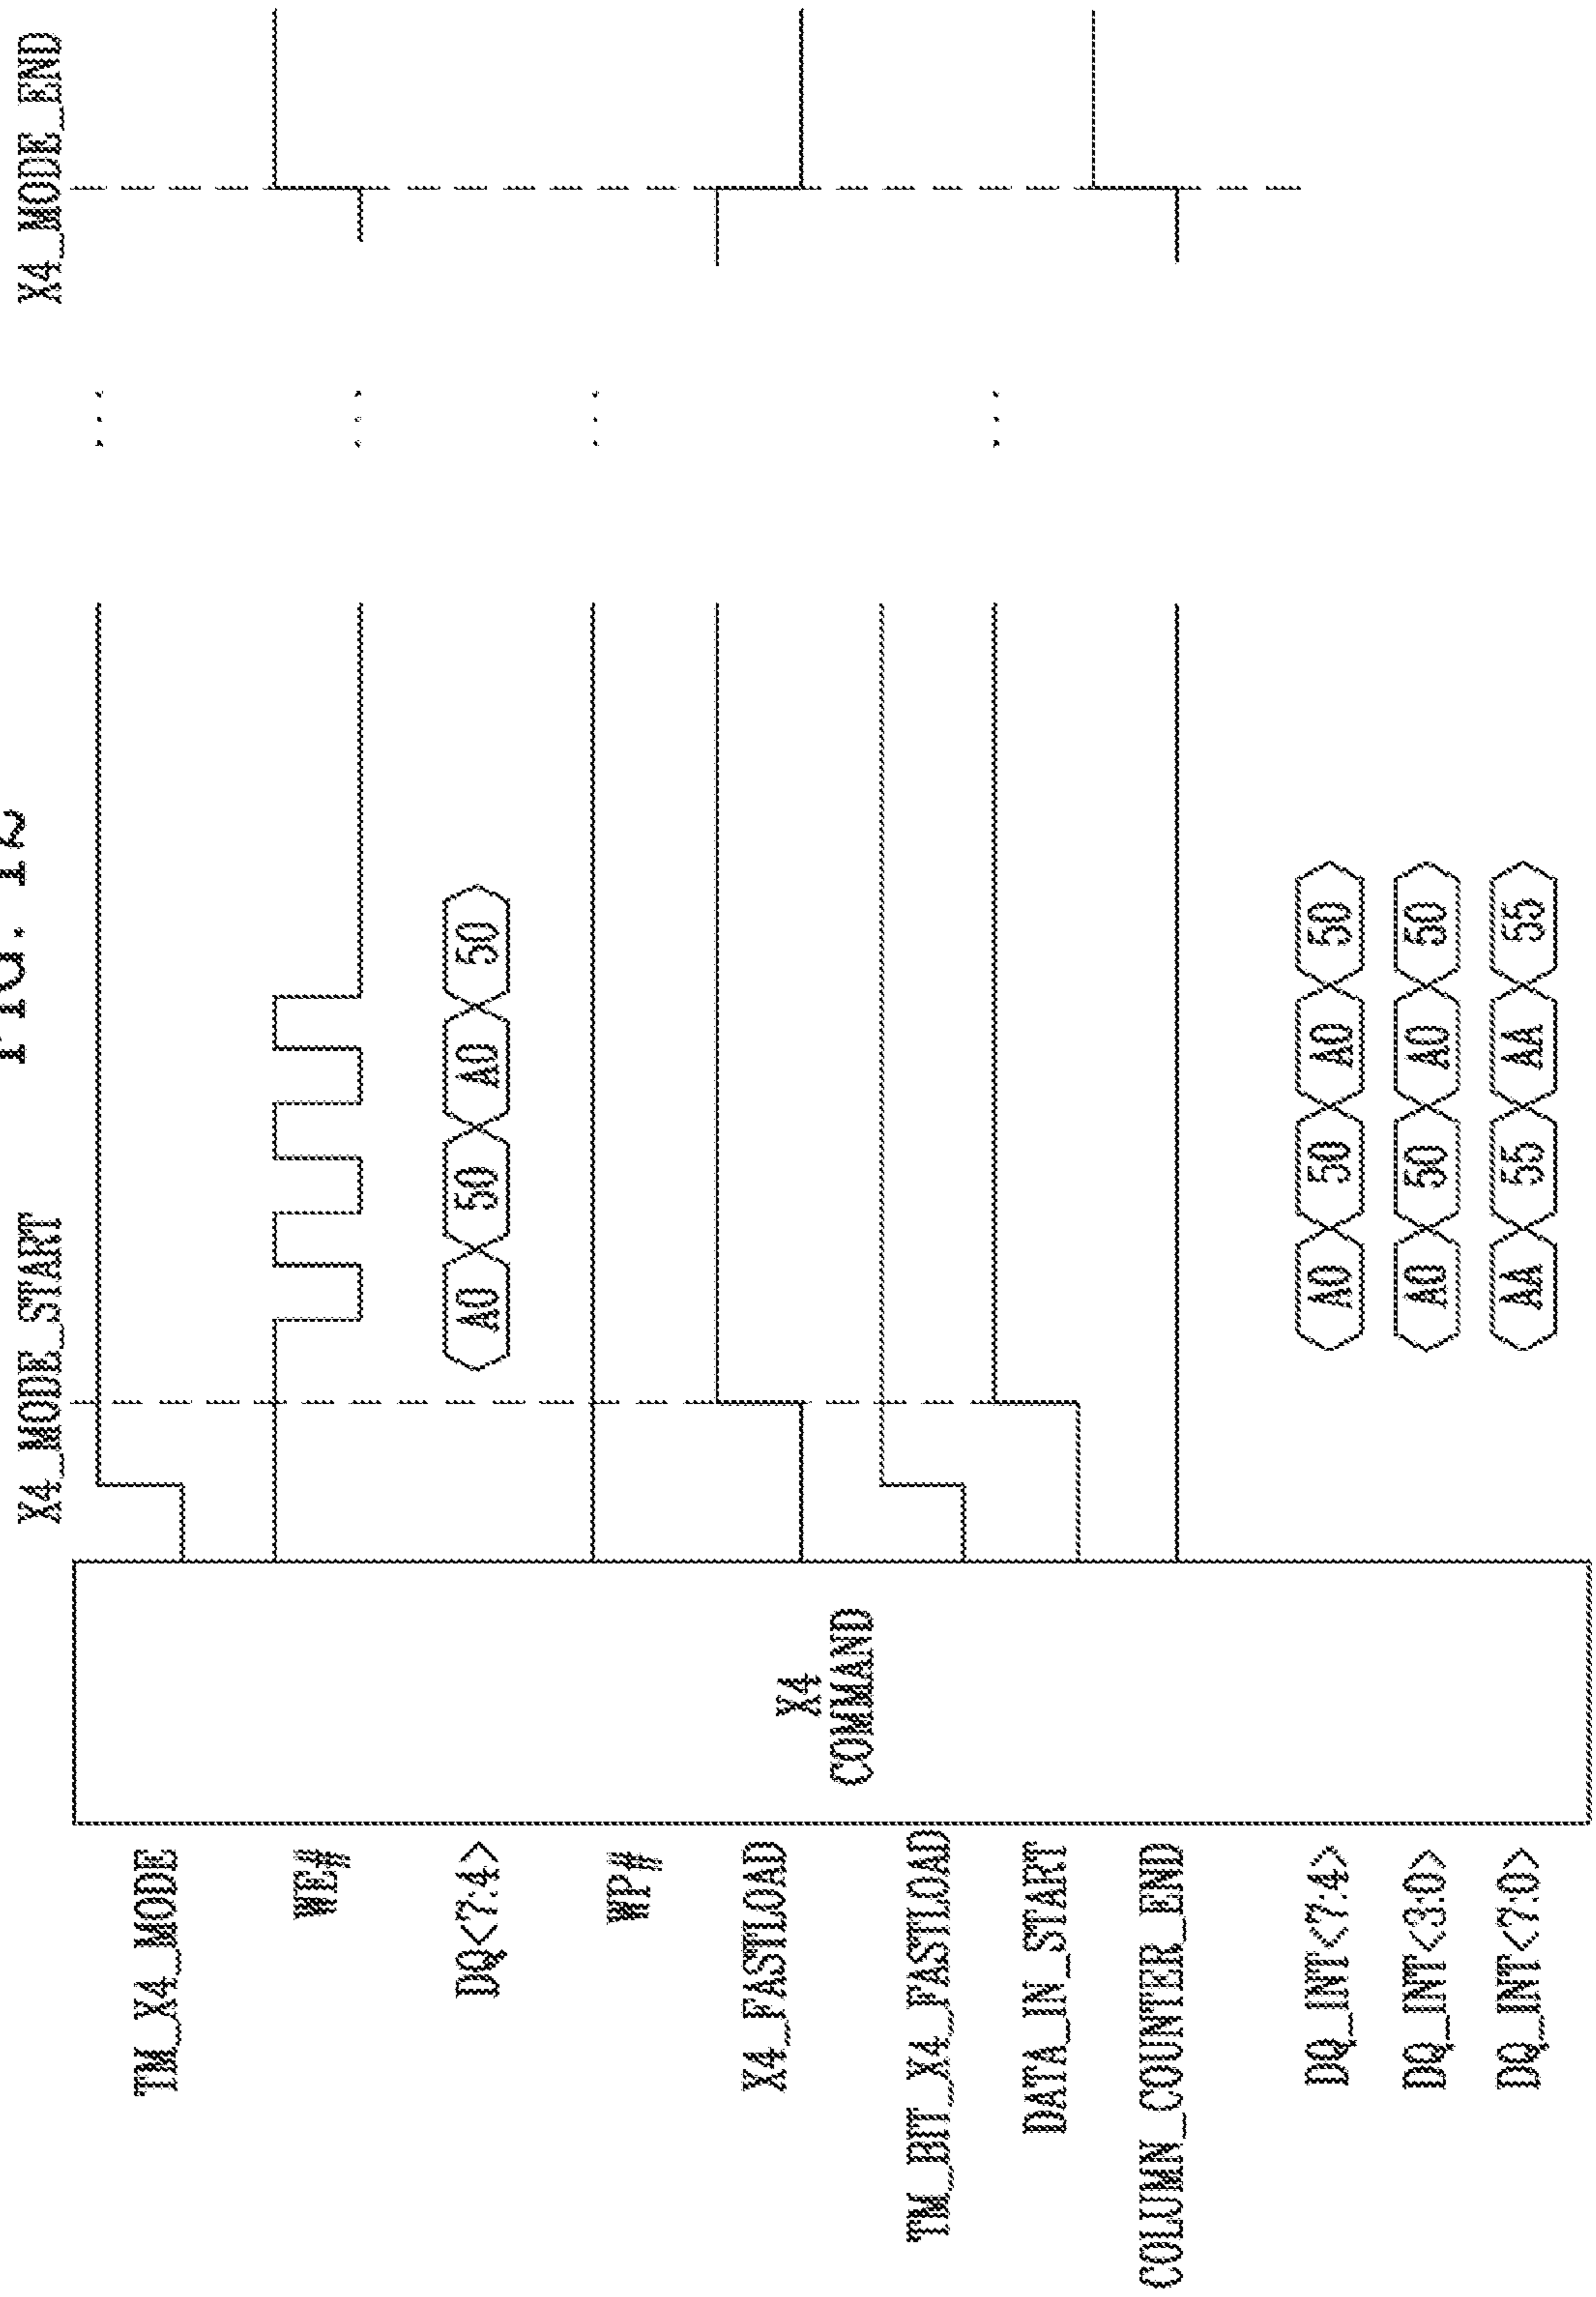 FIG. 12
X4_MODE_START
X4_MODE_END
TM_X4_MODE
WE#
DQ<7:4>
A0 50 A0 50
WP#
X4_FASTLOAD
X4
COMMAND
TM_BIT_X4_FASTLOAD
DATA_IN_START
COLUMN_COUNTER_END
DQ_INT<7:4>
A0 50 A0 50
DQ_INT<3:0>
A0 50 A0 50
DQ_INT<7:0>
AA 55 AA 55